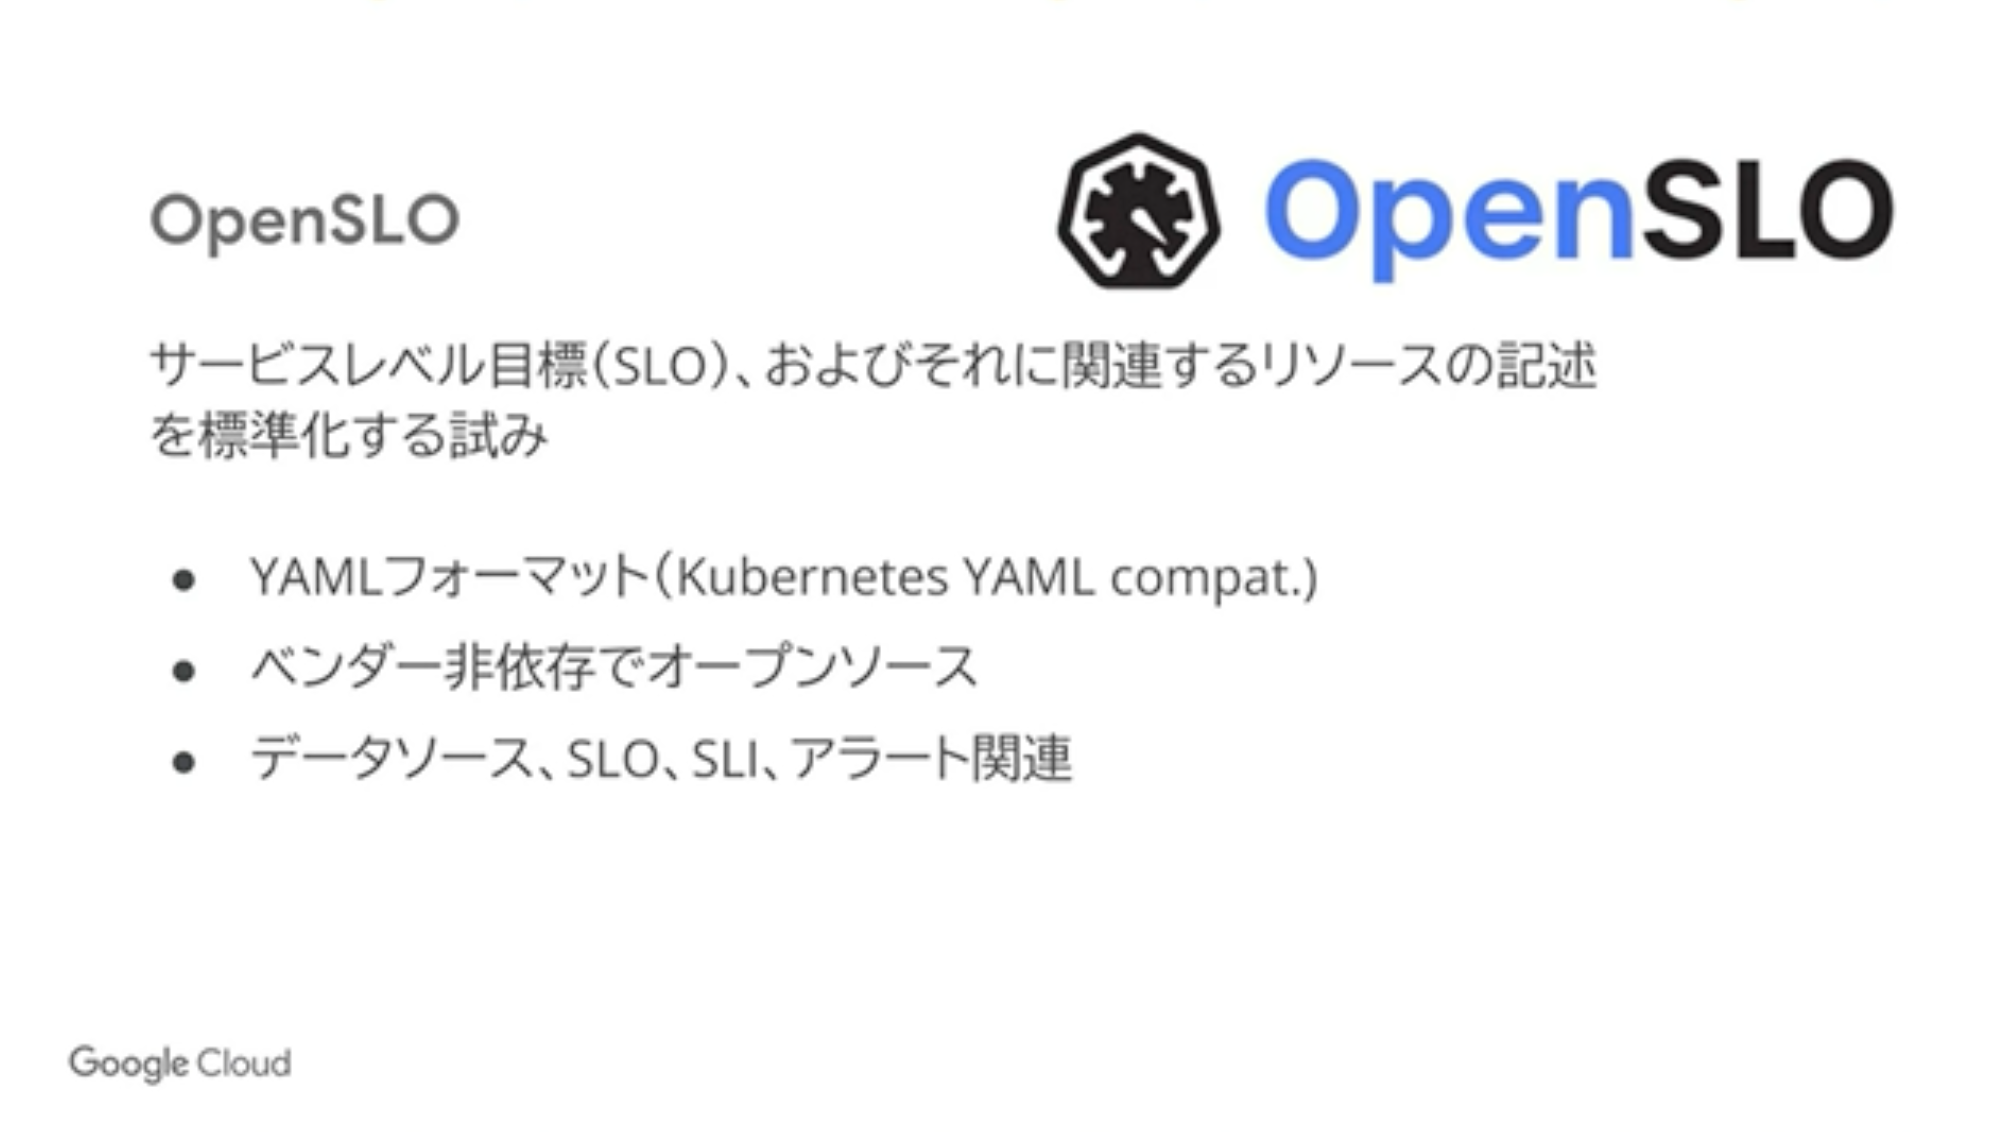 OpenSLO
OpenSLO
サービスレベル目標（SLO）、およびそれに関連するリソースの記述
を標準化する試み
● YAMLフォーマット（Kubernetes YAML compat.)
● ベンダー非依存でオープンソース
● データソース、SLO、SLI、アラート関連
Google Cloud